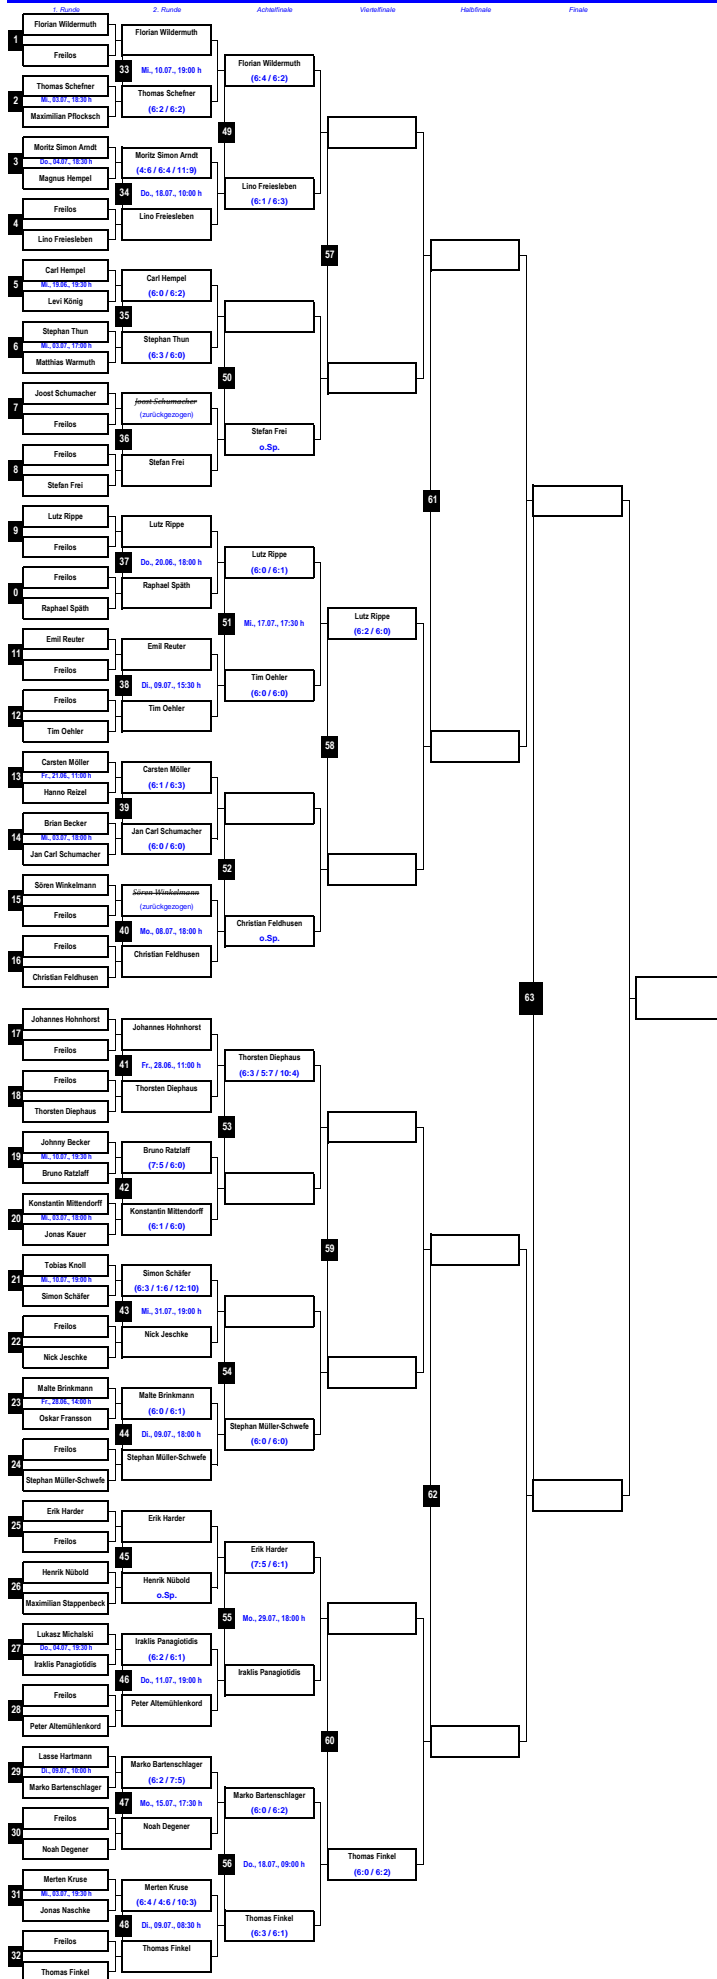 1. Runde
2. Runde
Achtelfinale
Viertelfinale
Halbfinale
Finale
Florian Wildermuth
1
Freilos
Thomas Schefner
2
Mi., 03.07., 18:30 h
Maximilian Pflocksch
Moritz Simon Arndt
3
Do., 04.07., 18:30 h
Magnus Hempel
Freilos
4
Lino Freiesleben
Carl Hempel
5
Mi., 19.06., 19:30 h
Levi König
Stephan Thun
6
Mi., 03.07., 17:00 h
Matthias Warmuth
Joost Schumacher
7
Freilos
Freilos
8
Stefan Frei
Lutz Rippe
9
Freilos
Freilos
0
Raphael Späth
Emil Reuter
11
Freilos
Freilos
12
Tim Oehler
Carsten Möller
13
Fr., 21.06., 11:00 h
Hanno Reizel
Brian Becker
14
Mi., 03.07., 18:00 h
Jan Carl Schumacher
Sören Winkelmann
15
Freilos
Freilos
16
Christian Feldhusen
Johannes Hohnhorst
17
Freilos
Freilos
18
Thorsten Diephaus
Johnny Becker
19
Mi., 10.07., 19:30 h
Bruno Ratzlaff
Konstantin Mittendorff
20
Mi., 03.07., 18:00 h
Jonas Kauer
Tobias Knoll
21
Mi., 10.07., 19:00 h
Simon Schäfer
Freilos
22
Nick Jeschke
Malte Brinkmann
23
Fr., 28.06., 14:00 h
Oskar Fransson
Freilos
24
Stephan Müller-Schwefe
Erik Harder
25
Freilos
Henrik Nübold
26
Maximilian Stappenbeck
Lukasz Michalski
27
Do., 04.07., 19:30 h
Iraklis Panagiotidis
Freilos
28
Peter Altemühlenkord
Lasse Hartmann
29
Di., 09.07., 10:00 h
Marko Bartenschlager
Freilos
30
Noah Degener
Merten Kruse
31
Mi., 03.07., 19:30 h
Jonas Naschke
Freilos
32
Thomas Finkel
Florian Wildermuth
33
Mi., 10.07., 19:00 h
Thomas Schefner
(6:2 / 6:2)
Moritz Simon Arndt
(4:6 / 6:4 / 11:9)
34
Do., 18.07., 10:00 h
Lino Freiesleben
Carl Hempel
(6:0 / 6:2)
35
Stephan Thun
(6:3 / 6:0)
Joost Schumacher
(zurückgezogen)
36
Stefan Frei
Lutz Rippe
37
Do., 20.06., 18:00 h
Raphael Späth
Emil Reuter
38
Di., 09.07., 15:30 h
Tim Oehler
Carsten Möller
(6:1 / 6:3)
39
Jan Carl Schumacher
(6:0 / 6:0)
Sören Winkelmann
(zurückgezogen)
40
Mo., 08.07., 18:00 h
Christian Feldhusen
Johannes Hohnhorst
41
Fr., 28.06., 11:00 h
Thorsten Diephaus
Bruno Ratzlaff
(7:5 / 6:0)
42
Konstantin Mittendorff
(6:1 / 6:0)
Simon Schäfer
(6:3 / 1:6 / 12:10)
43
Mi., 31.07., 19:00 h
Nick Jeschke
Malte Brinkmann
(6:0 / 6:1)
44
Di., 09.07., 18:00 h
Stephan Müller-Schwefe
Erik Harder
45
Henrik Nübold
o.Sp.
Iraklis Panagiotidis
(6:2 / 6:1)
46
Do., 11.07., 19:00 h
Peter Altemühlenkord
Marko Bartenschlager
(6:2 / 7:5)
47
Mo., 15.07., 17:30 h
Noah Degener
Merten Kruse
(6:4 / 4:6 / 10:3)
48
Di., 09.07., 08:30 h
Thomas Finkel
Florian Wildermuth
(6:4 / 6:2)
49
Lino Freiesleben
(6:1 / 6:3)
50
Stefan Frei
o.Sp.
Lutz Rippe
(6:0 / 6:1)
51
Mi., 17.07., 17:30 h
Tim Oehler
(6:0 / 6:0)
52
Christian Feldhusen
o.Sp.
Thorsten Diephaus
(6:3 / 5:7 / 10:4)
53
54
Stephan Müller-Schwefe
(6:0 / 6:0)
Erik Harder
(7:5 / 6:1)
55
Mo., 29.07., 18:00 h
Iraklis Panagiotidis
Marko Bartenschlager
(6:0 / 6:2)
56
Do., 18.07., 09:00 h
Thomas Finkel
(6:3 / 6:1)
57
Lutz Rippe
(6:2 / 6:0)
58
59
60
Thomas Finkel
(6:0 / 6:2)
61
62
63